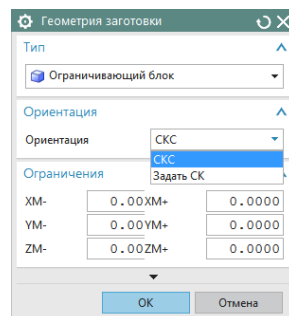 Геометрия заготовки
Тип
Ограничивающий блок
Ориентация
Ориентация СКС
СКС
Задать СК
Ограничения
XM- 0.00 XM+ 0.0000
YM- 0.00 YM+ 0.0000
ZM- 0.00 ZM+ 0.0000
ОК Отмена